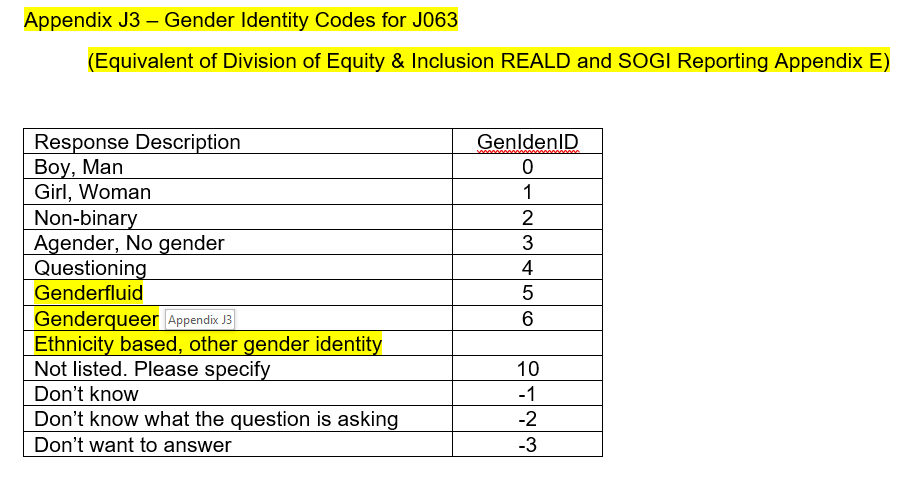 Appendix J3 – Gender Identity Codes for J063
(Equivalent of Division of Equity & Inclusion REALD and SOGI Reporting Appendix E)
Response Description GenIdenID
Boy, Man 0
Girl, Woman 1
Non-binary 2
Agender, No gender 3
Questioning 4
Genderfluid 5
Genderqueer Appendix J3 6
Ethnicity based, other gender identity
Not listed. Please specify 10
Don’t know -1
Don’t know what the question is asking -2
Don’t want to answer -3